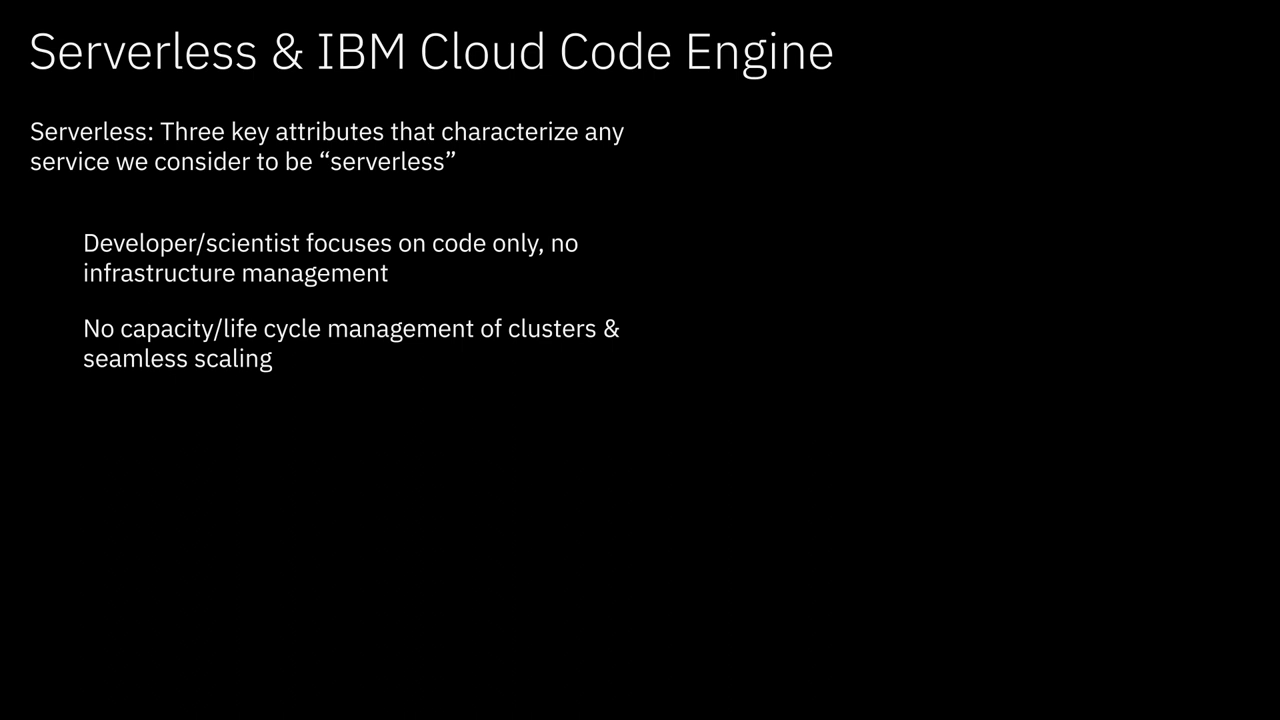 Serverless & IBM Cloud Code Engine
Serverless: Three key attributes that characterize any
service we consider to be “serverless”
Developer/scientist focuses on code only, no
infrastructure management
No capacity/life cycle management of clusters &
seamless scaling